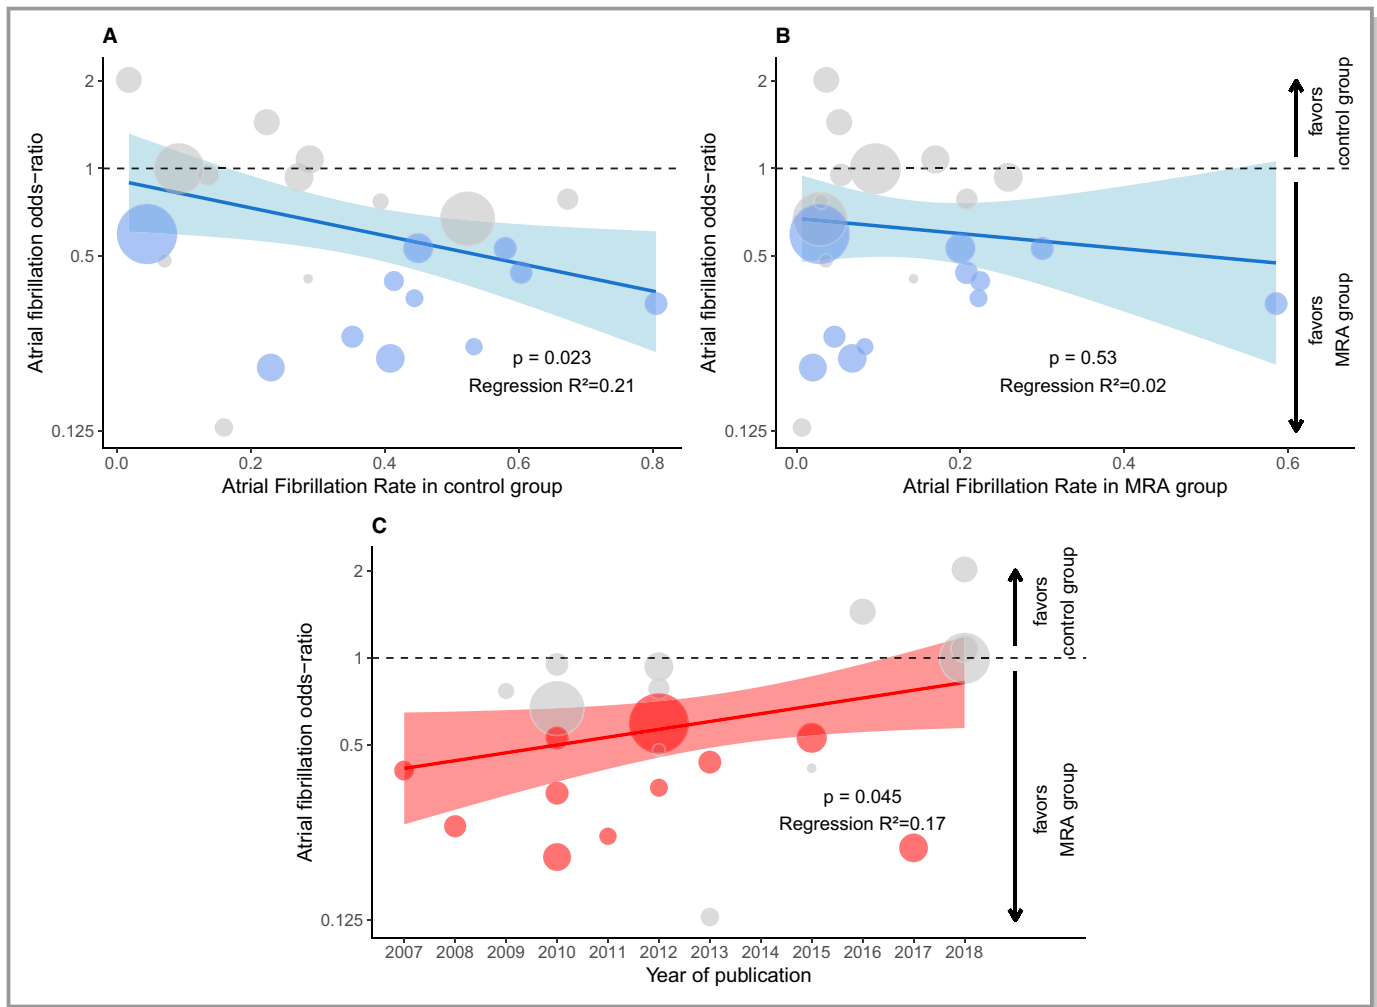 A
Atrial fibrillation odds−ratio
2
1
0.5
0.125
p = 0.023
Regression R²=0.21
0.0 0.2 0.4 0.6 0.8
Atrial Fibrillation Rate in control group
B
Atrial fibrillation odds−ratio
2
1
0.5
0.125
p = 0.53
Regression R²=0.02
0.0 0.2 0.4 0.6
Atrial Fibrillation Rate in MRA group
favors
control group
favors
MRA group
C
Atrial fibrillation odds−ratio
2
1
0.5
0.125
p = 0.045
Regression R²=0.17
2007 2008 2009 2010 2011 2012 2013 2014 2015 2016 2017 2018
Year of publication
favors
control group
favors
MRA group